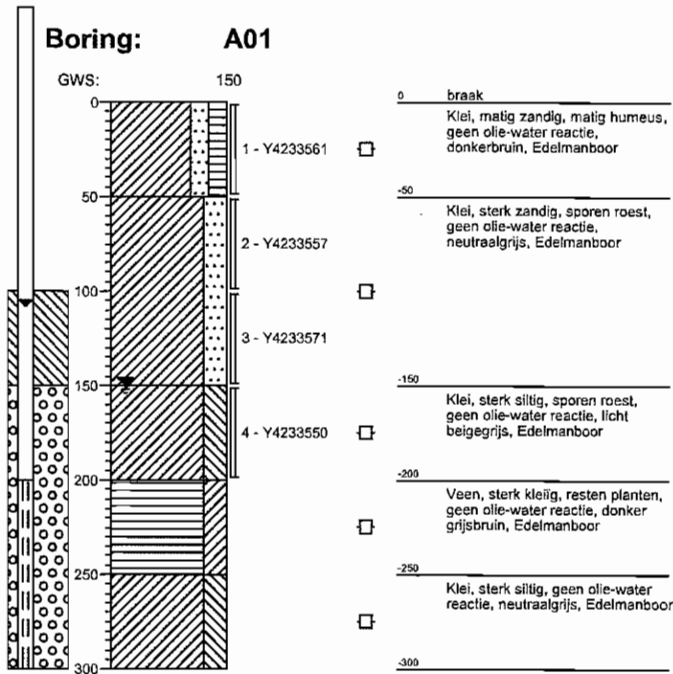 Boring: A01
GWS: 150
0
50
100
150
200
250
300
1 - Y4233561
2 - Y4233557
3 - Y4233571
4 - Y4233550
0 braak
Klei, matig zandig, matig humeus,
geen olie-water reactie,
donkerbruin, Edelmanboor
-50
Klei, sterk zandig, sporen roest,
geen olie-water reactie,
neutraalgrijs, Edelmanboor
-150
Klei, sterk siltig, sporen roest,
geen olie-water reactie, licht
beigegrijs, Edelmanboor
-200
Veen, sterk kleiïg, resten planten,
geen olie-water reactie, donker
grijsbruin, Edelmanboor
-250
Klei, sterk siltig, geen olie-water
reactie, neutraalgrijs, Edelmanboor
-300